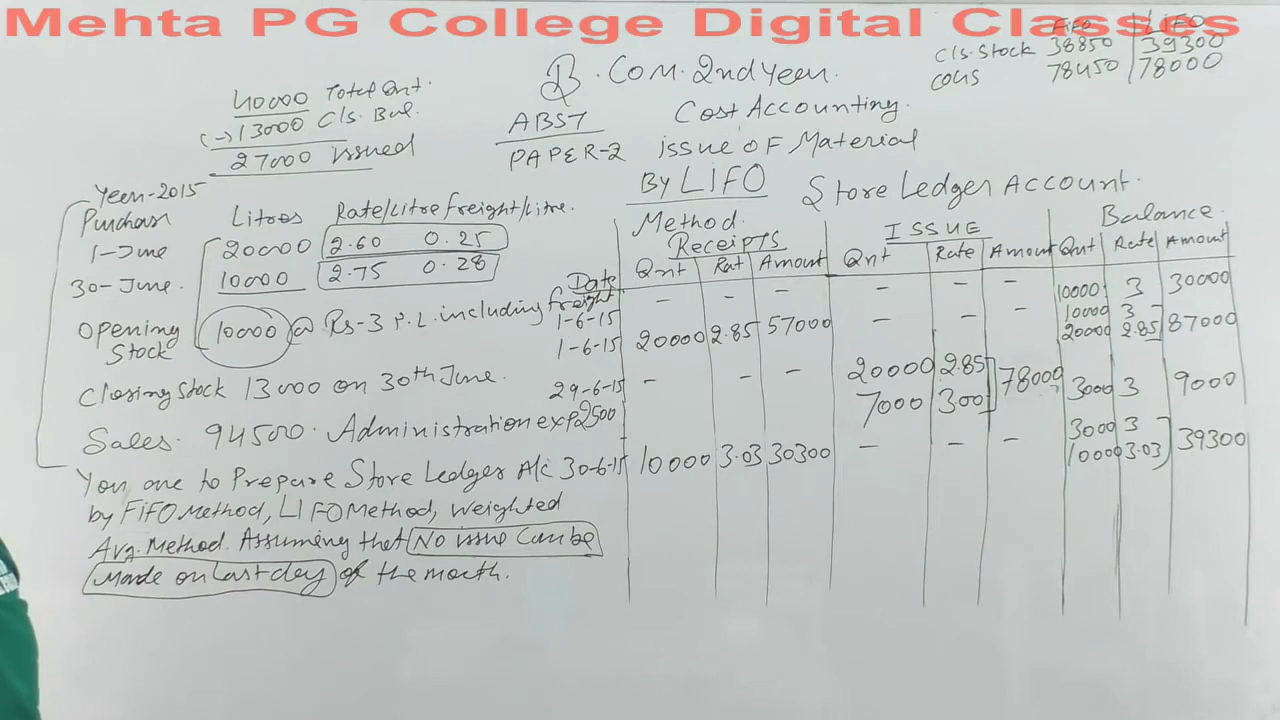 Mehta PG College Digital Classes
FIFO LIFO
Cls. Stock 38850 39300
CONS 78450 78000
B. Com. 2nd Year.
40000 Total Qnt.
(-) 13000 Cls. Bal.
27000 issued
ABST
PAPER-2
Cost Accounting.
issue of Material
By LIFO
Method.
Store Ledger Account.
Year-2015
Purchase Litres Rate/Litre freight/Litre.
1-June 20000 2.60 0.25
30-June. 10000 2.75 0.28
Opening Stock 10000 @ Rs-3 P.L. including freight
Closing Stock 13000 on 30th June.
Sales. 94500. Administration exp 2500
You are to Prepare Store Ledger A/c
by FIFO Method, LIFO Method, weighted
Avg. Method. Assuming that No issue Can be
Made on Last day of the month.
Receipts ISSUE Balance.
Date Qnt Rat Amount Qnt Rate Amount Qnt Rate Amount
1-6-15 - - - - - - 10000 3 30000
10000 3
1-6-15 20000 2.85 57000 - - - 20000 2.85 87000
20000 2.85
29-6-15 - - - 7000 300 78000 3000 3 9000
3000 3
30-6-15 10000 3.03 30300 - - - 10000 3.03 39300